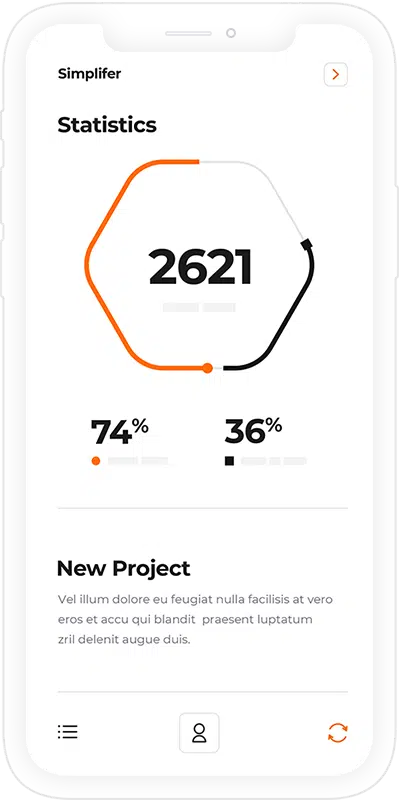 Simplifer
Statistics
2621
74%
36%
New Project
Vel illum dolore eu feugiat nulla facilisis at vero
eros et accu qui blandit praesent luptatum
zril delenit augue duis.